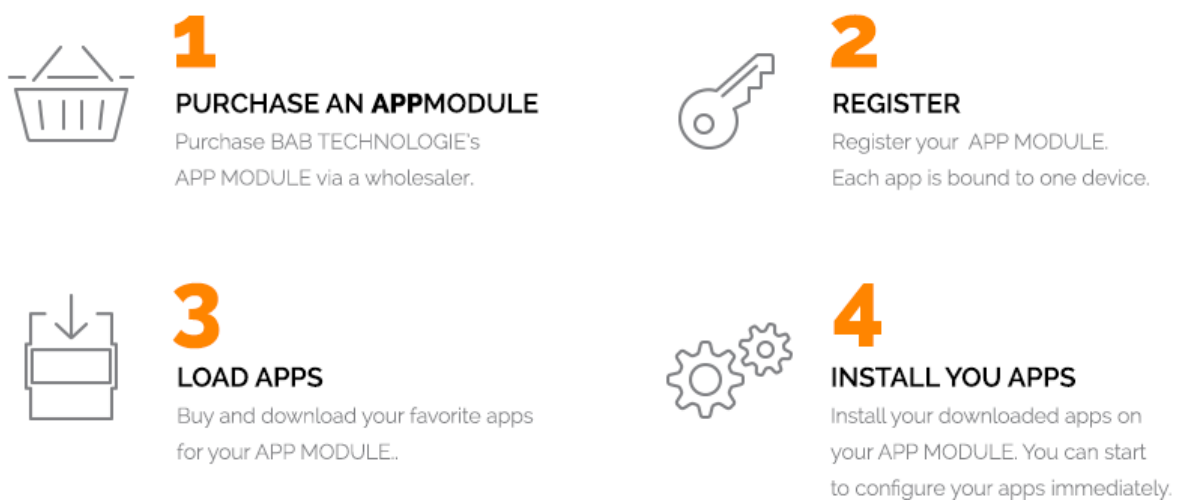 1
PURCHASE AN APPMODULE
Purchase BAB TECHNOLOGIE's
APP MODULE via a wholesaler.
2
REGISTER
Register your APP MODULE.
Each app is bound to one device.
3
LOAD APPS
Buy and download your favorite apps
for your APP MODULE..
4
INSTALL YOU APPS
Install your downloaded apps on
your APP MODULE. You can start
to configure your apps immediately.